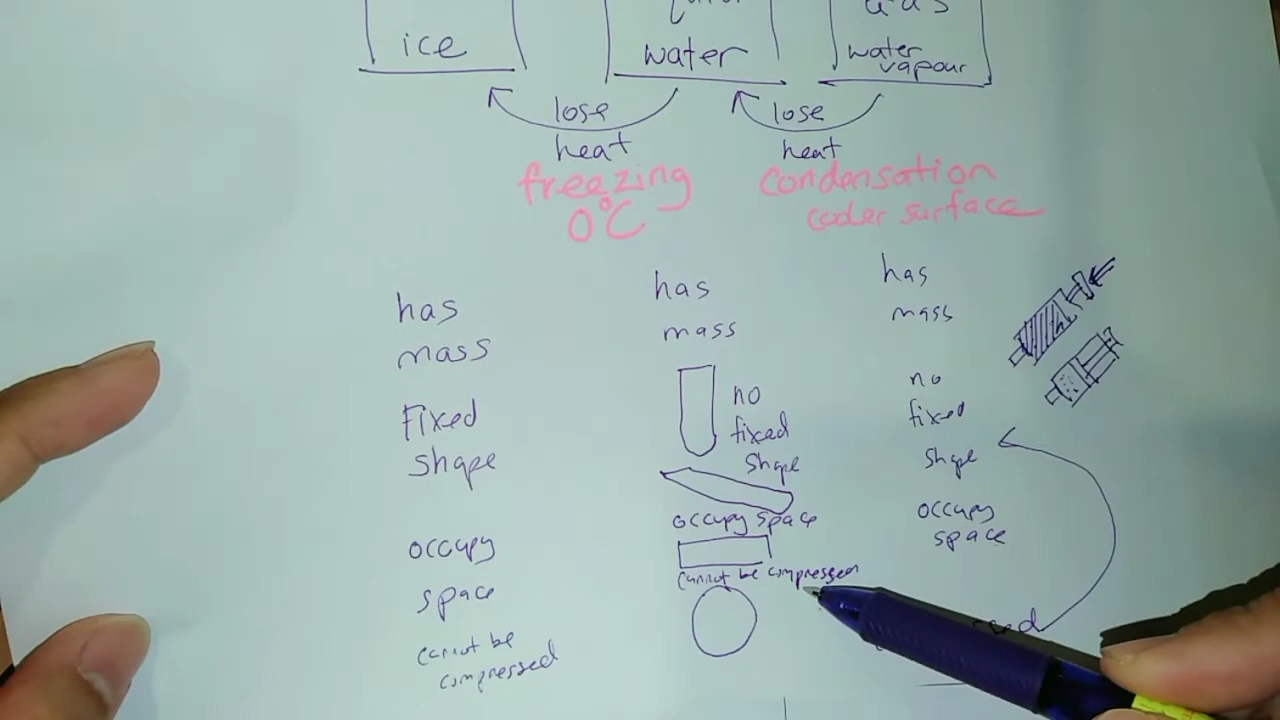 ice
water
gas
water
vapour
lose
heat
lose
heat
freezing
0°C
Condensation
cooler surface
has
mass
Fixed
shape
occupy
space
cannot be
compressed
has
mass
no
fixed
shape
occupy space
cannot be compressed
has
mass
no
fixed
shape
occupy
space